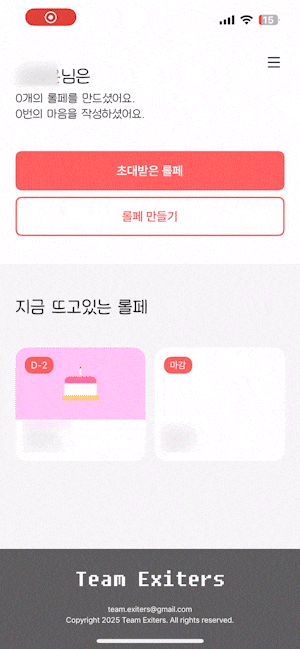 15
님은
0개의 롤페를 만드셨어요.
0번의 마음을 작성하셨어요.
초대받은 롤페
롤페 만들기
지금 뜨고있는 롤페
D-2
마감
Team Exiters
team.exiters@gmail.com
Copyright 2025 Team Exiters. All rights reserved.